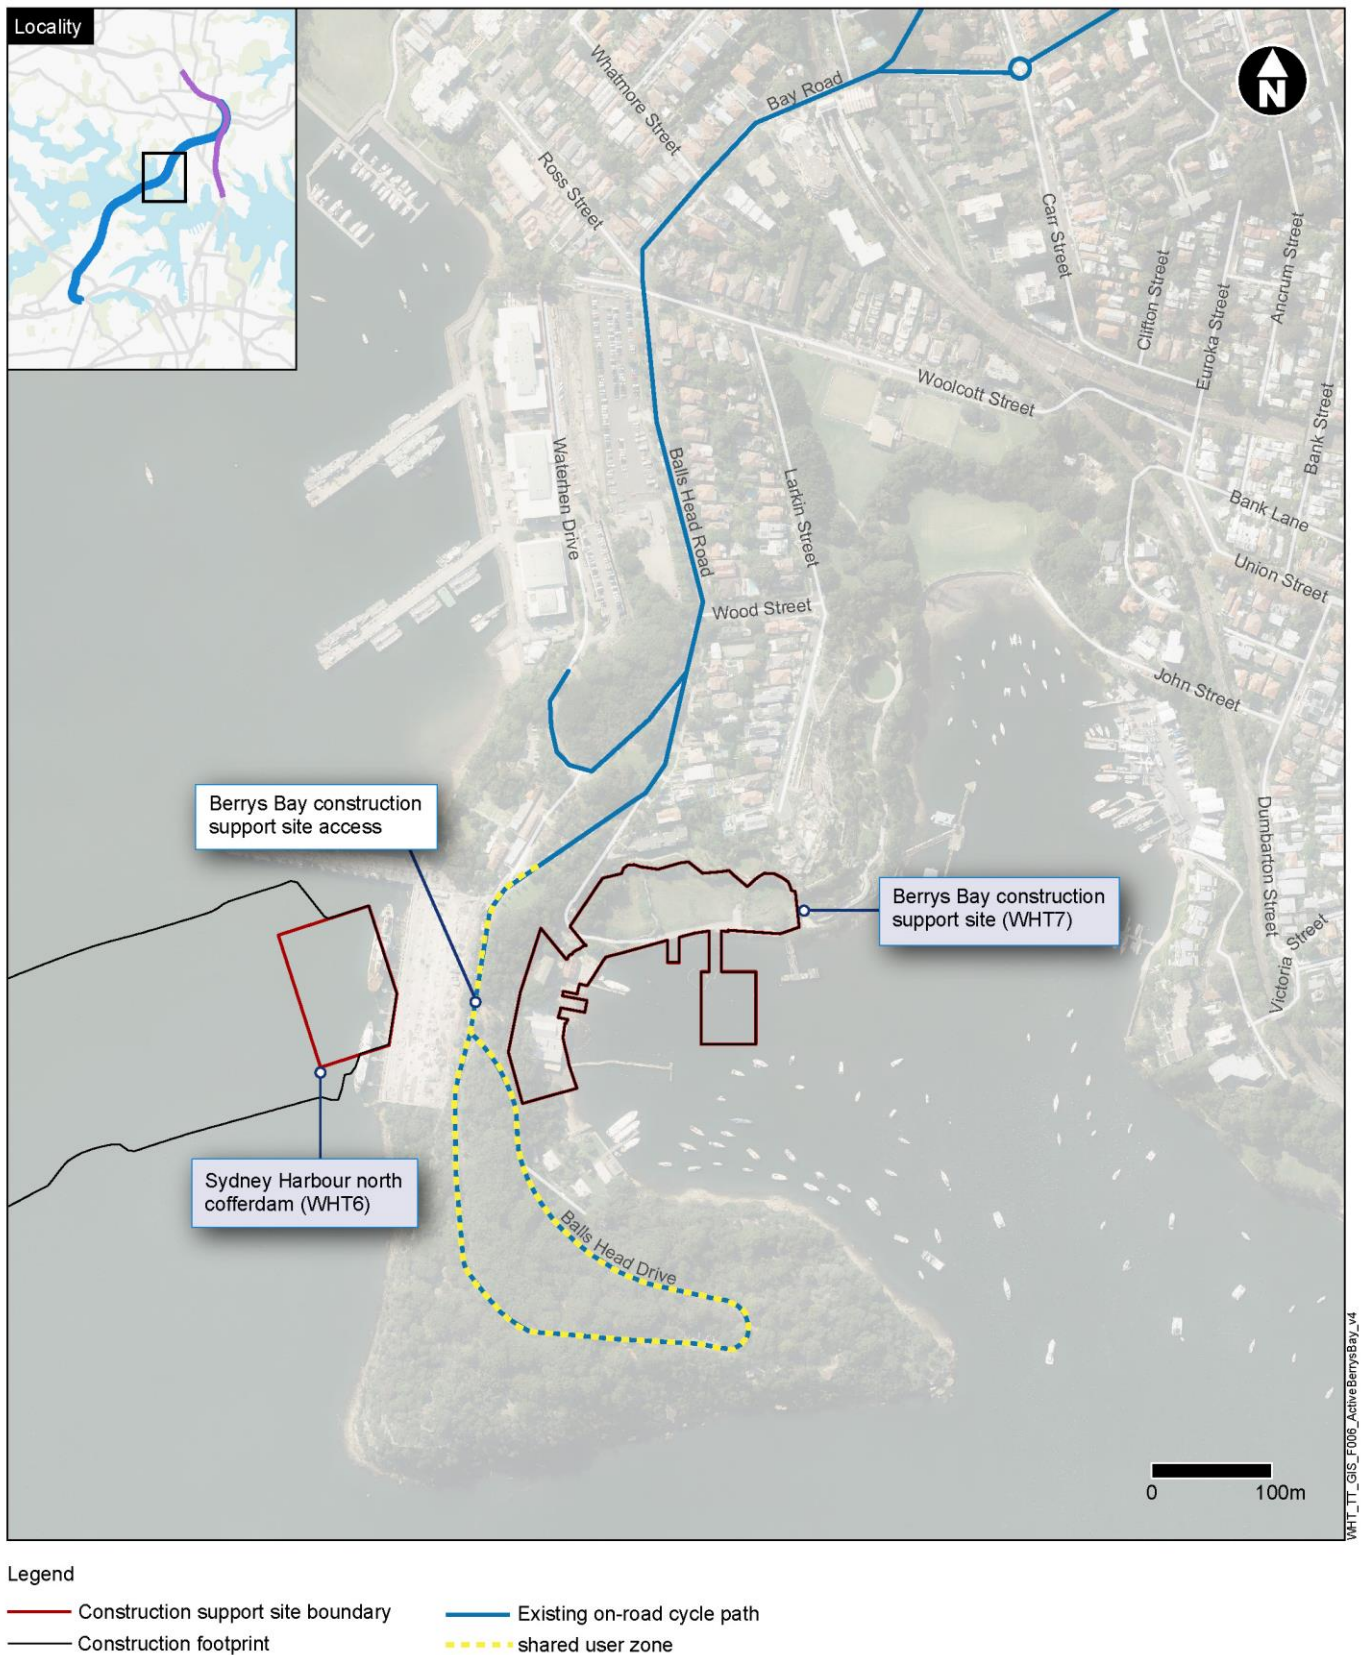 Locality
N
Whatmore Street
Bay Road
Ross Street
Carr Street
Clifton Street
Euroka Street
Ancrum Street
Woolcott Street
Bank Street
Waterhen Drive
Balls Head Road
Larkin Street
Bank Lane
Union Street
Wood Street
John Street
Berrys Bay construction
support site access
Dumbarton Street
Berrys Bay construction
support site (WHT7)
Victoria Street
Sydney Harbour north
cofferdam (WHT6)
Balls Head Drive
0 100m
WHT_TT_GIS_F006_ActiveBerrysBay_v4
Legend
Construction support site boundary
Existing on-road cycle path
Construction footprint
shared user zone